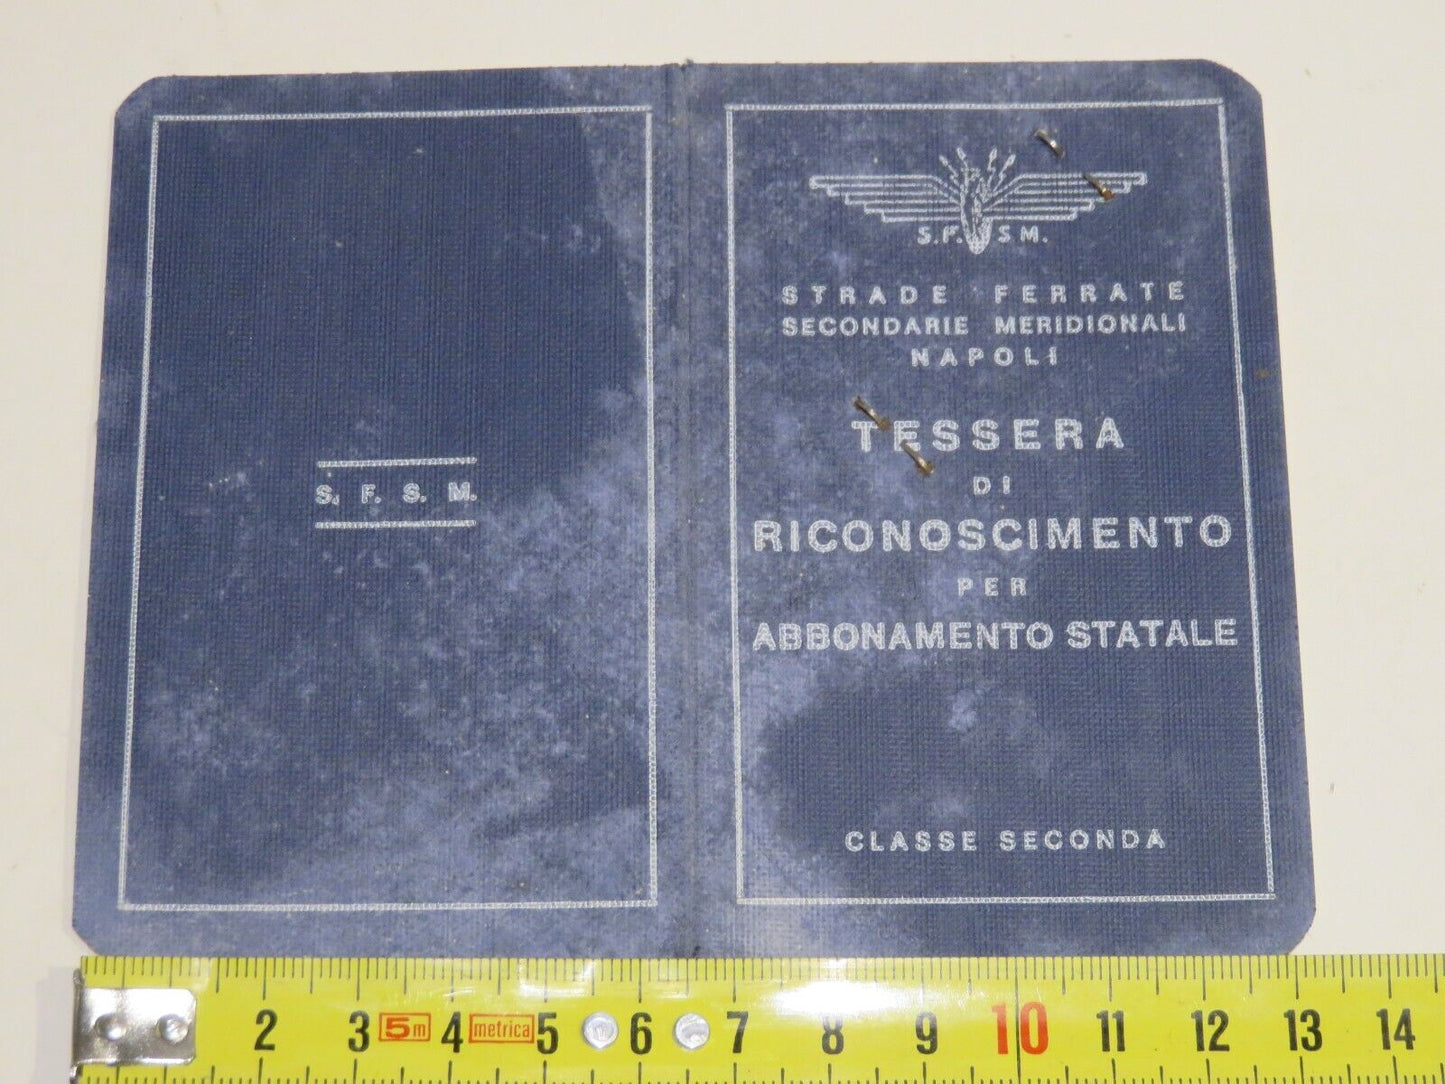 S. F. S. M.
S.F. S M.
STRADE FERRATE
SECONDARIE MERIDIONALI
NAPOLI
TESSERA
DI
RICONOSCIMENTO
PER
ABBONAMENTO STATALE
CLASSE SECONDA
2 3 5m 4 metrica 5 6 7 8 9 10 11 12 13 14